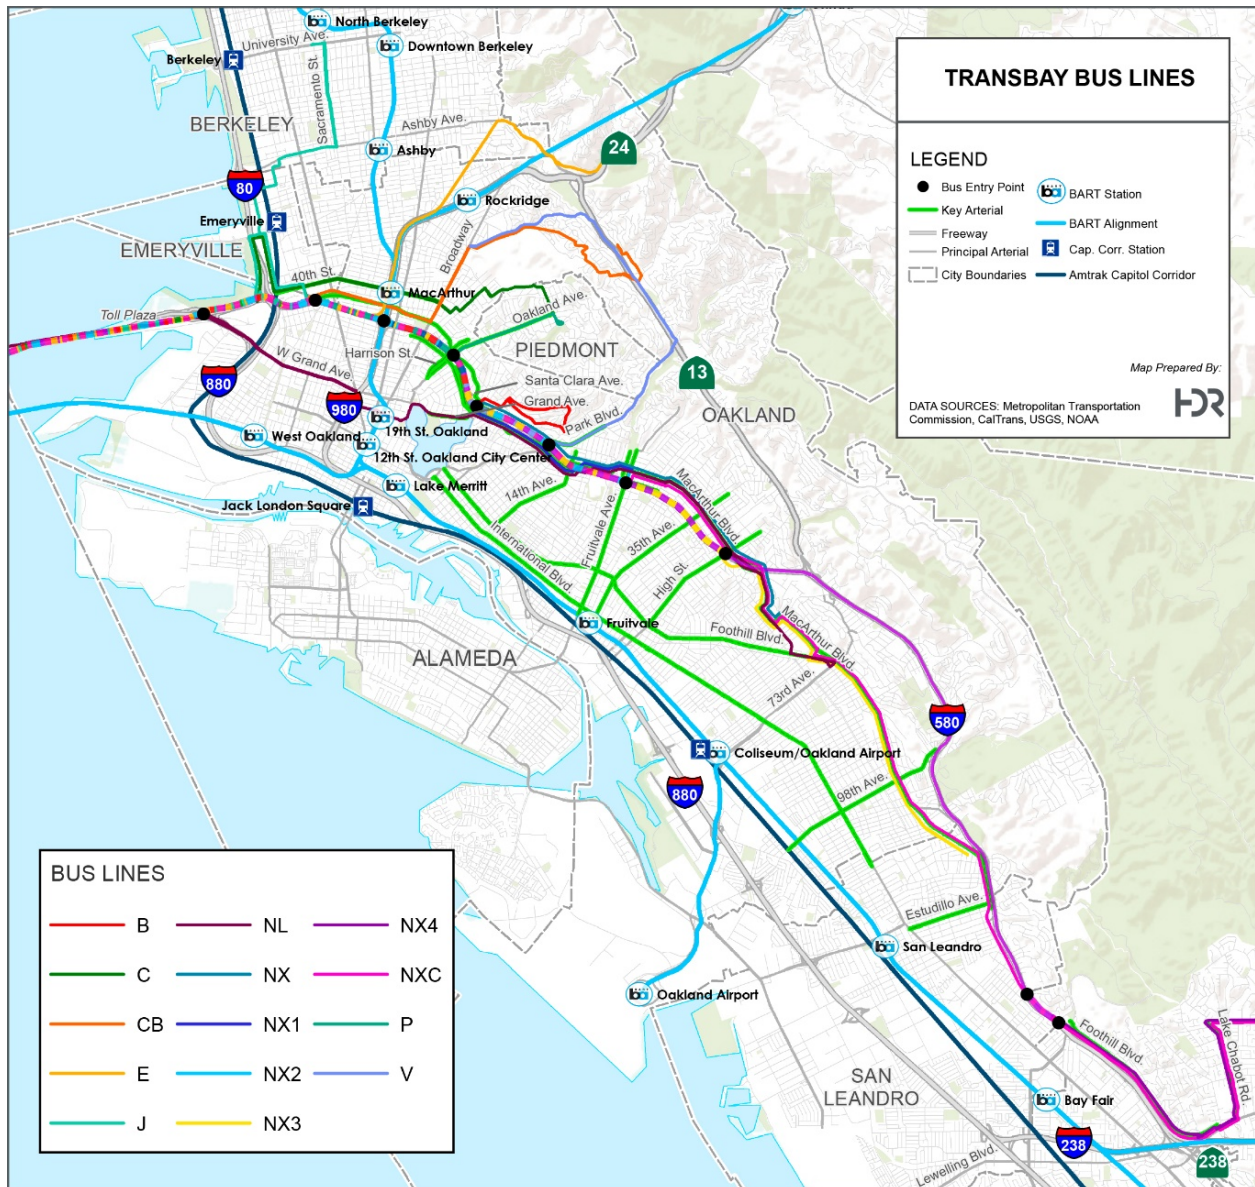 TRANSBAY BUS LINES
LEGEND
Bus Entry Point
Key Arterial
Freeway
Principal Arterial
City Boundaries
BART Station
BART Alignment
Cap. Corr. Station
Amtrak Capitol Corridor
Map Prepared By:
HDR
DATA SOURCES: Metropolitan Transportation
Commission, CalTrans, USGS, NOAA
North Berkeley
University Ave.
Downtown Berkeley
Berkeley
Sacramento St.
BERKELEY
Ashby Ave.
Ashby
24
80
Rockridge
Emeryville
EMERYVILLE
Broadway
40th St.
MacArthur
Oakland Ave.
Toll Plaza
PIEDMONT
Harrison St.
W Grand Ave.
880
13
Santa Clara Ave.
Grand Ave.
980
OAKLAND
Park Blvd.
19th St. Oakland
West Oakland
12th St. Oakland City Center
Lake Merritt
14th Ave.
MacArthur Blvd.
Jack London Square
Fruitvale Ave.
35th Ave.
International Blvd.
High St.
Fruitvale
Foothill Blvd.
MacArthur Blvd.
ALAMEDA
73rd Ave.
580
Coliseum/Oakland Airport
880
98th Ave.
Estudillo Ave.
San Leandro
Oakland Airport
Foothill Blvd.
Lake Chabot Rd.
SAN
LEANDRO
Bay Fair
238
238
Lewelling Blvd.
BUS LINES
B
NL
NX4
C
NX
NXC
CB
NX1
P
E
NX2
V
J
NX3